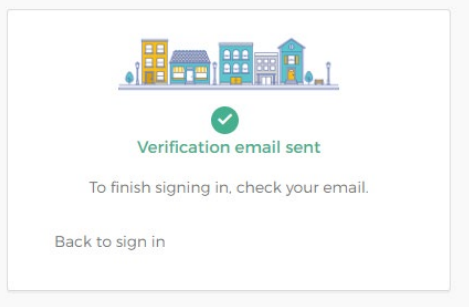 Verification email sent
To finish signing in, check your email.
Back to sign in